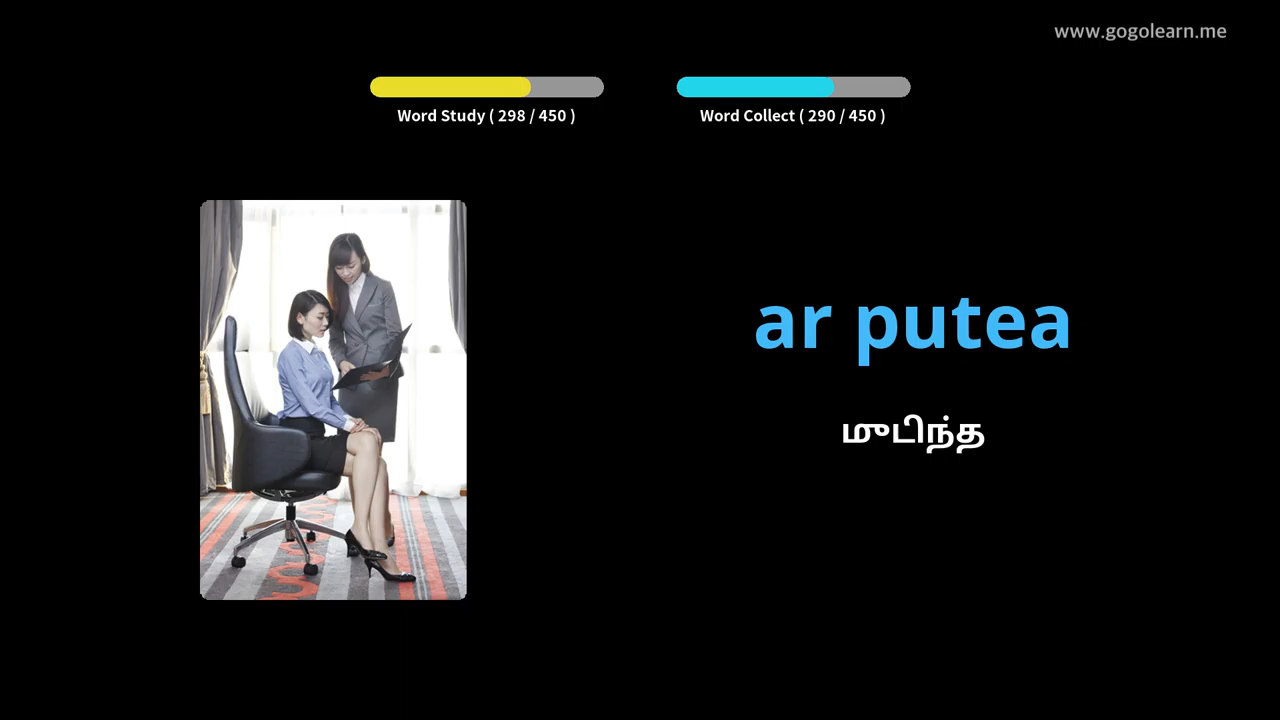 www.gogolearn.me
Word Study ( 298 / 450 )
Word Collect ( 290 / 450 )
ar putea
முடிந்த